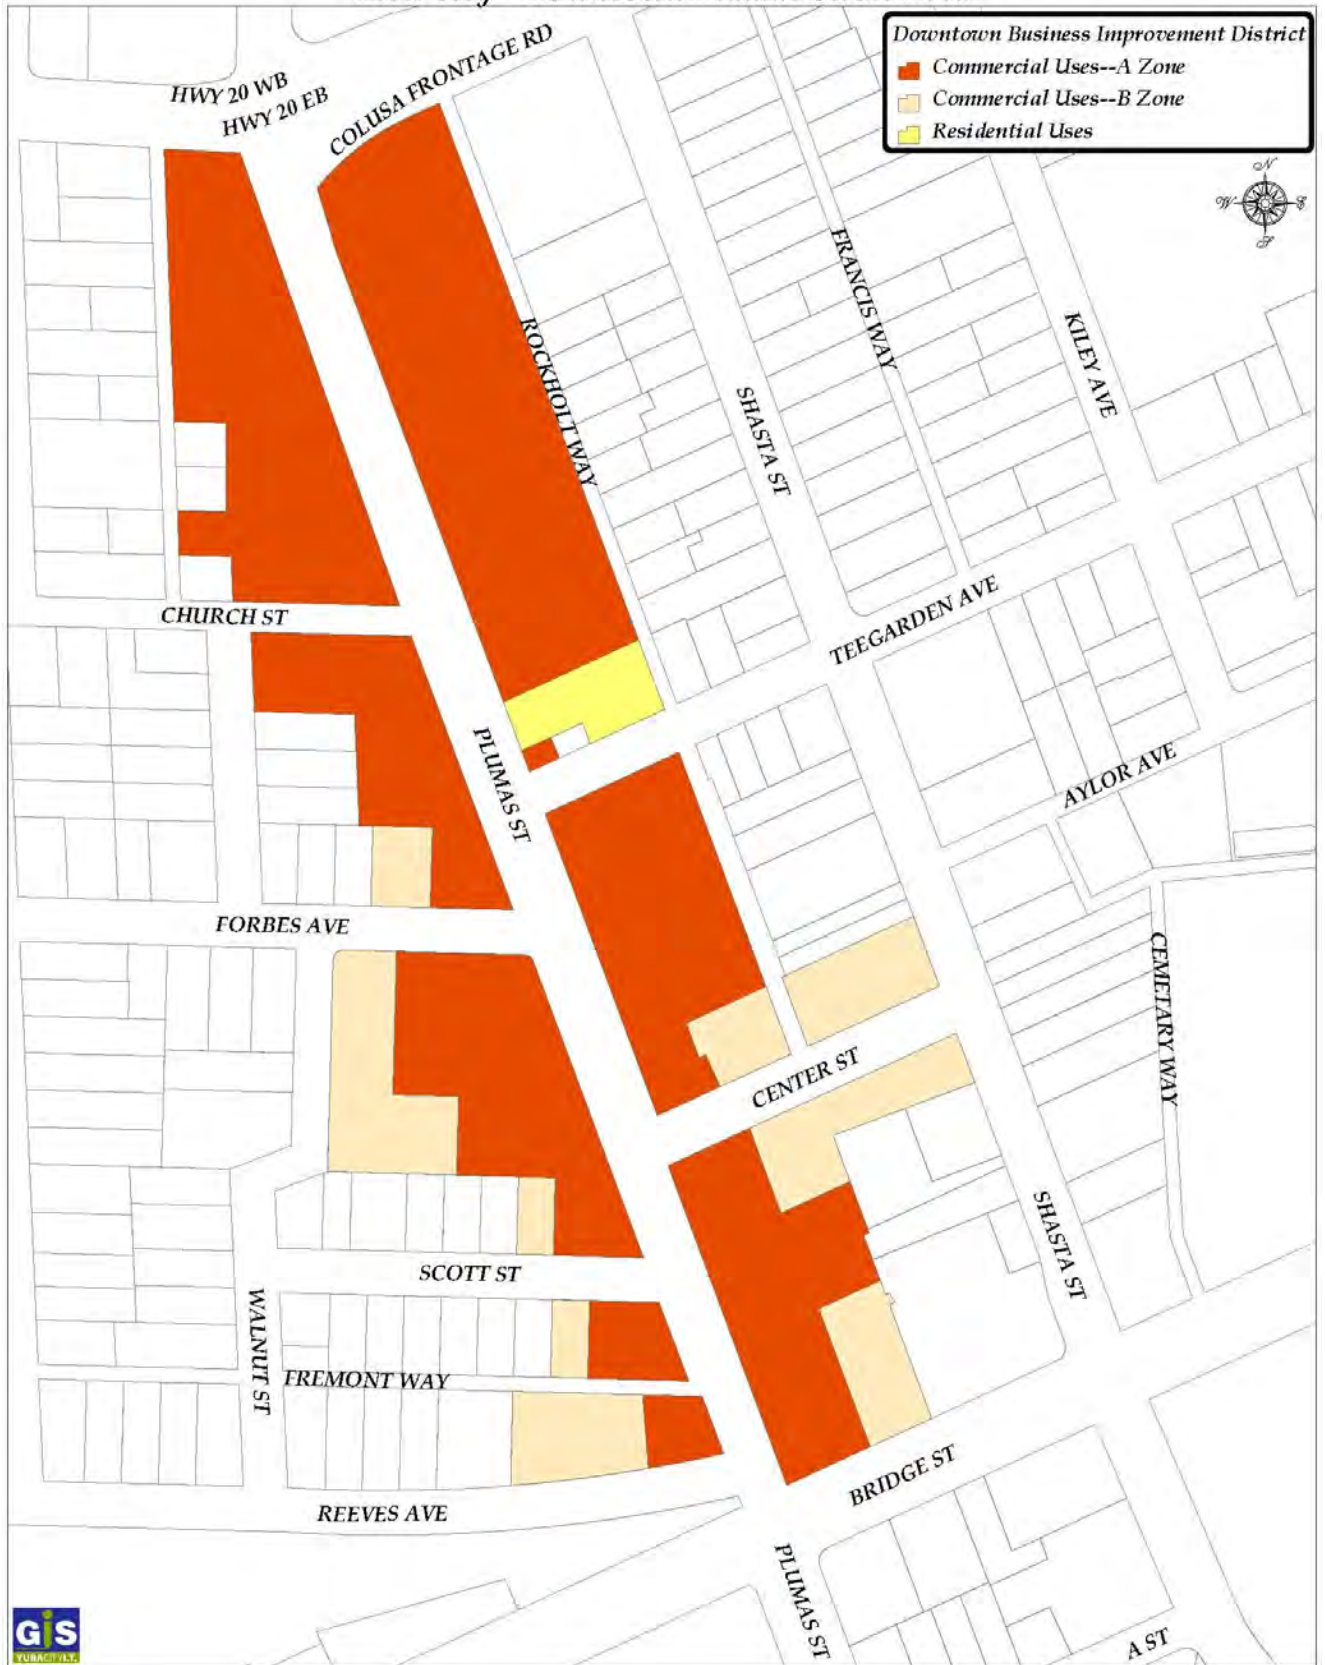 Downtown Business Improvement District
Commercial Uses--A Zone
Commercial Uses--B Zone
Residential Uses
HWY 20 WB
HWY 20 EB
COLUSA FRONTAGE RD
N
W
E
S
FRANCIS WAY
KILEY AVE
ROCKHOLT WAY
SHASTA ST
CHURCH ST
TEEGARDEN AVE
PLUMAS ST
AYLOR AVE
FORBES AVE
CEMETARY WAY
CENTER ST
SHASTA ST
SCOTT ST
WALNUT ST
FREMONT WAY
BRIDGE ST
REEVES AVE
PLUMAS ST
A ST
GIS
YUBA CITY I.T.